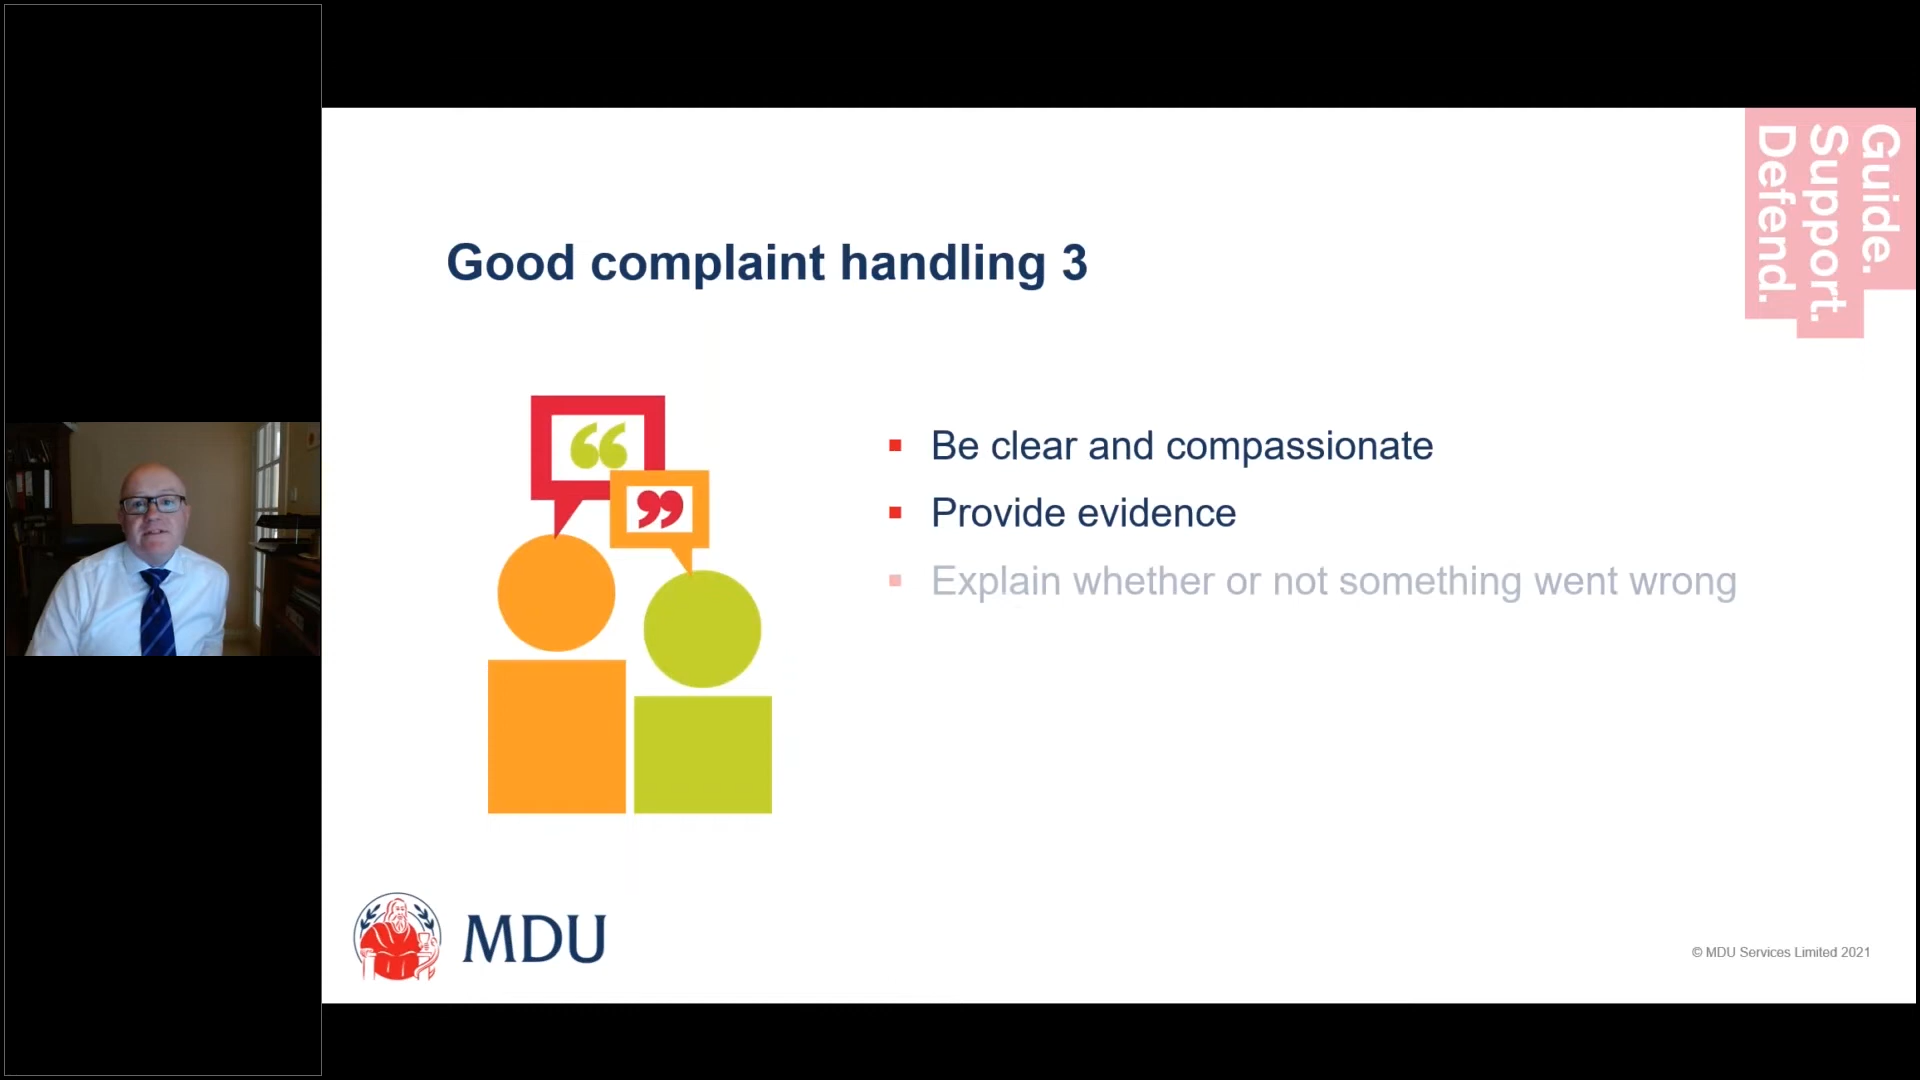 Guide.
Support.
Defend.
Good complaint handling 3
“
”
Be clear and compassionate
Provide evidence
Explain whether or not something went wrong
MDU
© MDU Services Limited 2021